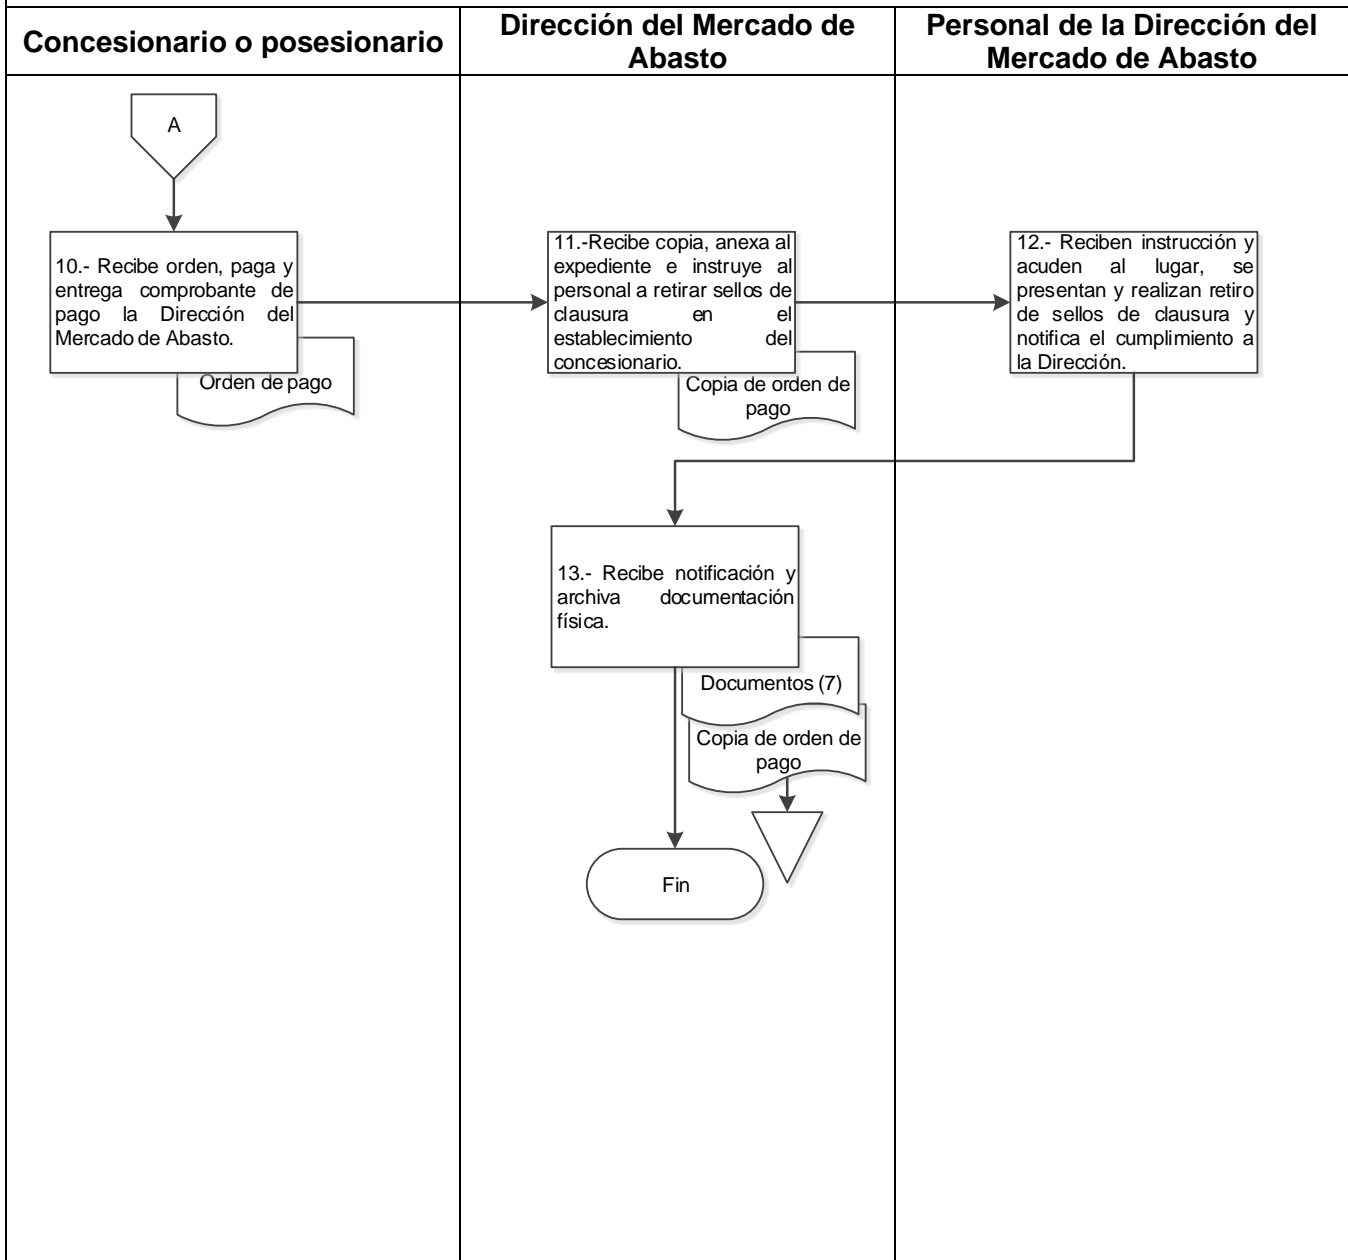 Concesionario o posesionario
Dirección del Mercado de
Abasto
Personal de la Dirección del
Mercado de Abasto
A
10.- Recibe orden, paga y
entrega comprobante de
pago la Dirección del
Mercado de Abasto.
Orden de pago
11.-Recibe copia, anexa al
expediente e instruye al
personal a retirar sellos de
clausura en el
establecimiento del
concesionario.
Copia de orden de
pago
12.- Reciben instrucción y
acuden al lugar, se
presentan y realizan retiro
de sellos de clausura y
notifica el cumplimiento a
la Dirección.
13.- Recibe notificación y
archiva documentación
física.
Documentos (7)
Copia de orden de
pago
Fin